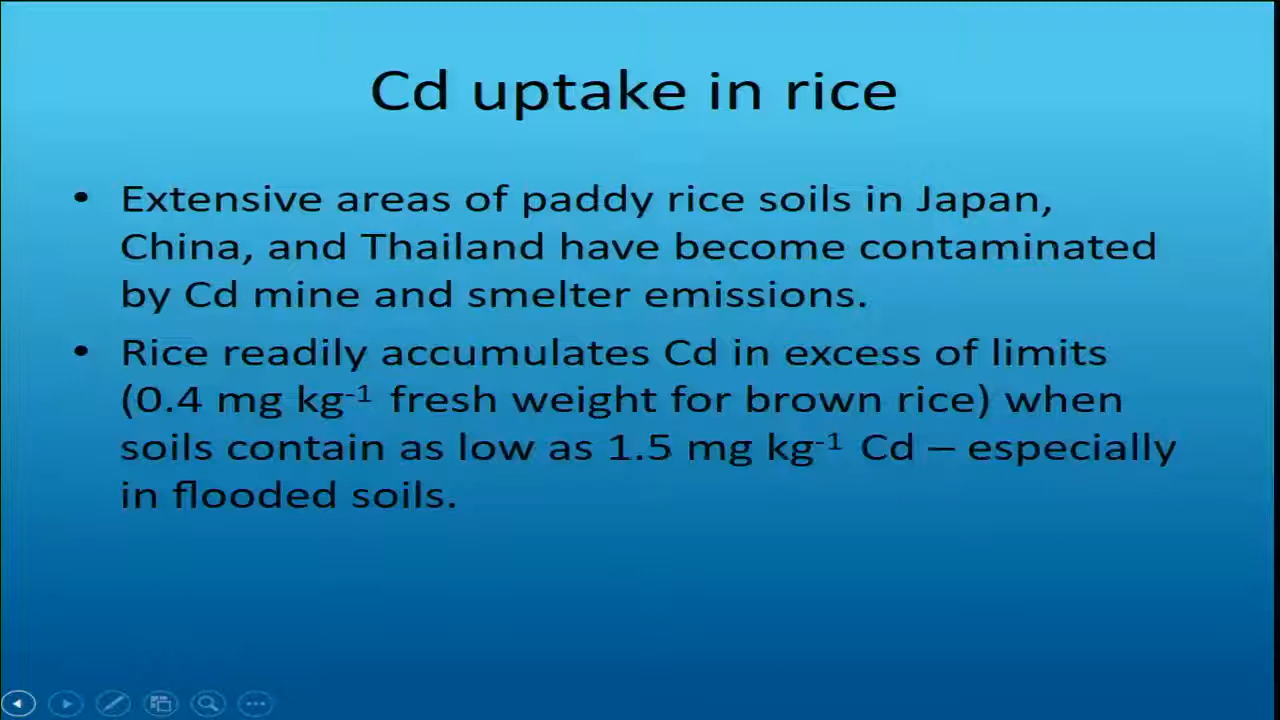 Cd uptake in rice
• Extensive areas of paddy rice soils in Japan,
China, and Thailand have become contaminated
by Cd mine and smelter emissions.
• Rice readily accumulates Cd in excess of limits
(0.4 mg kg⁻¹ fresh weight for brown rice) when
soils contain as low as 1.5 mg kg⁻¹ Cd – especially
in flooded soils.